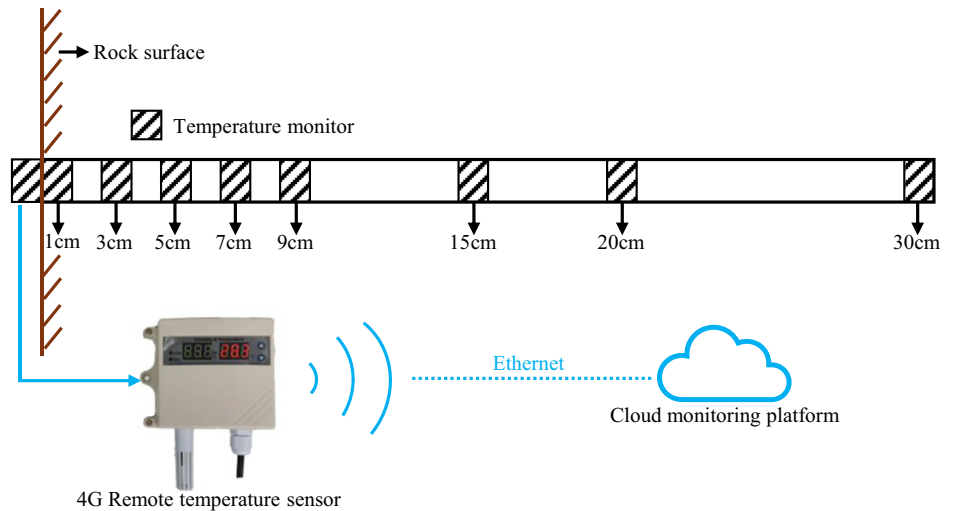 Rock surface
Temperature monitor
1cm 3cm 5cm 7cm 9cm 15cm 20cm 30cm
Ethernet
Cloud monitoring platform
4G Remote temperature sensor